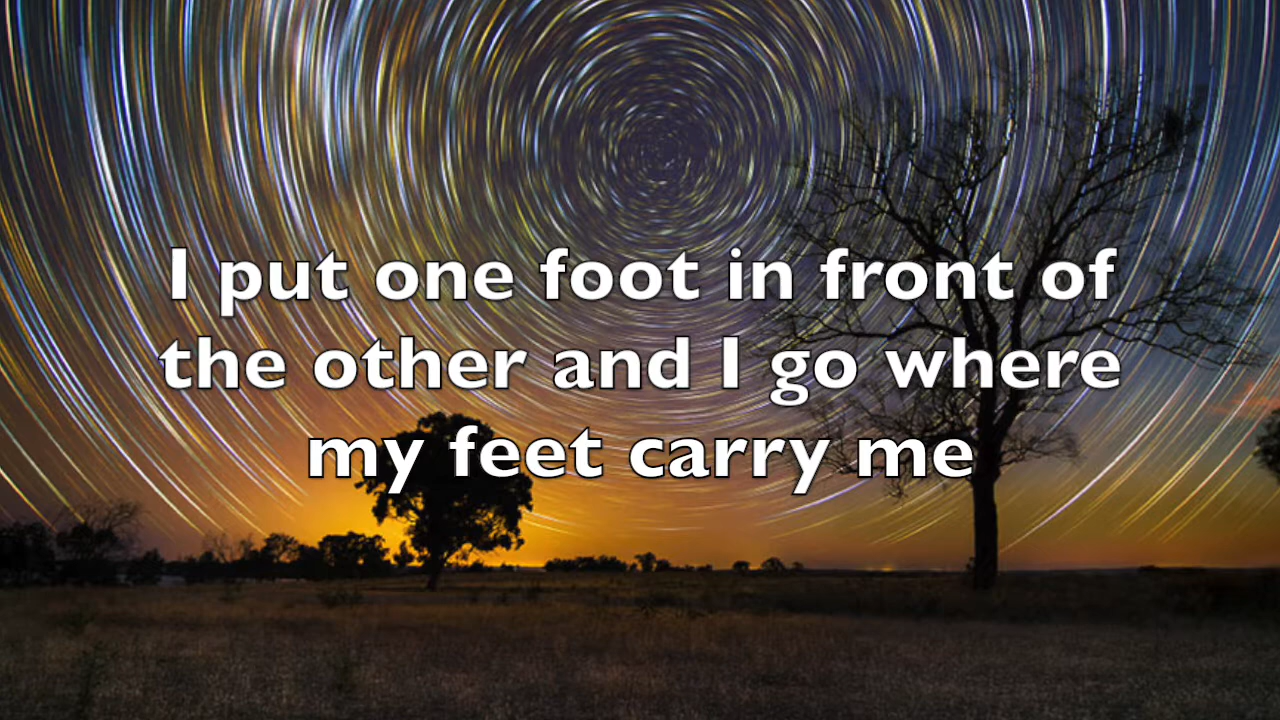 I put one foot in front of
the other and I go where
my feet carry me